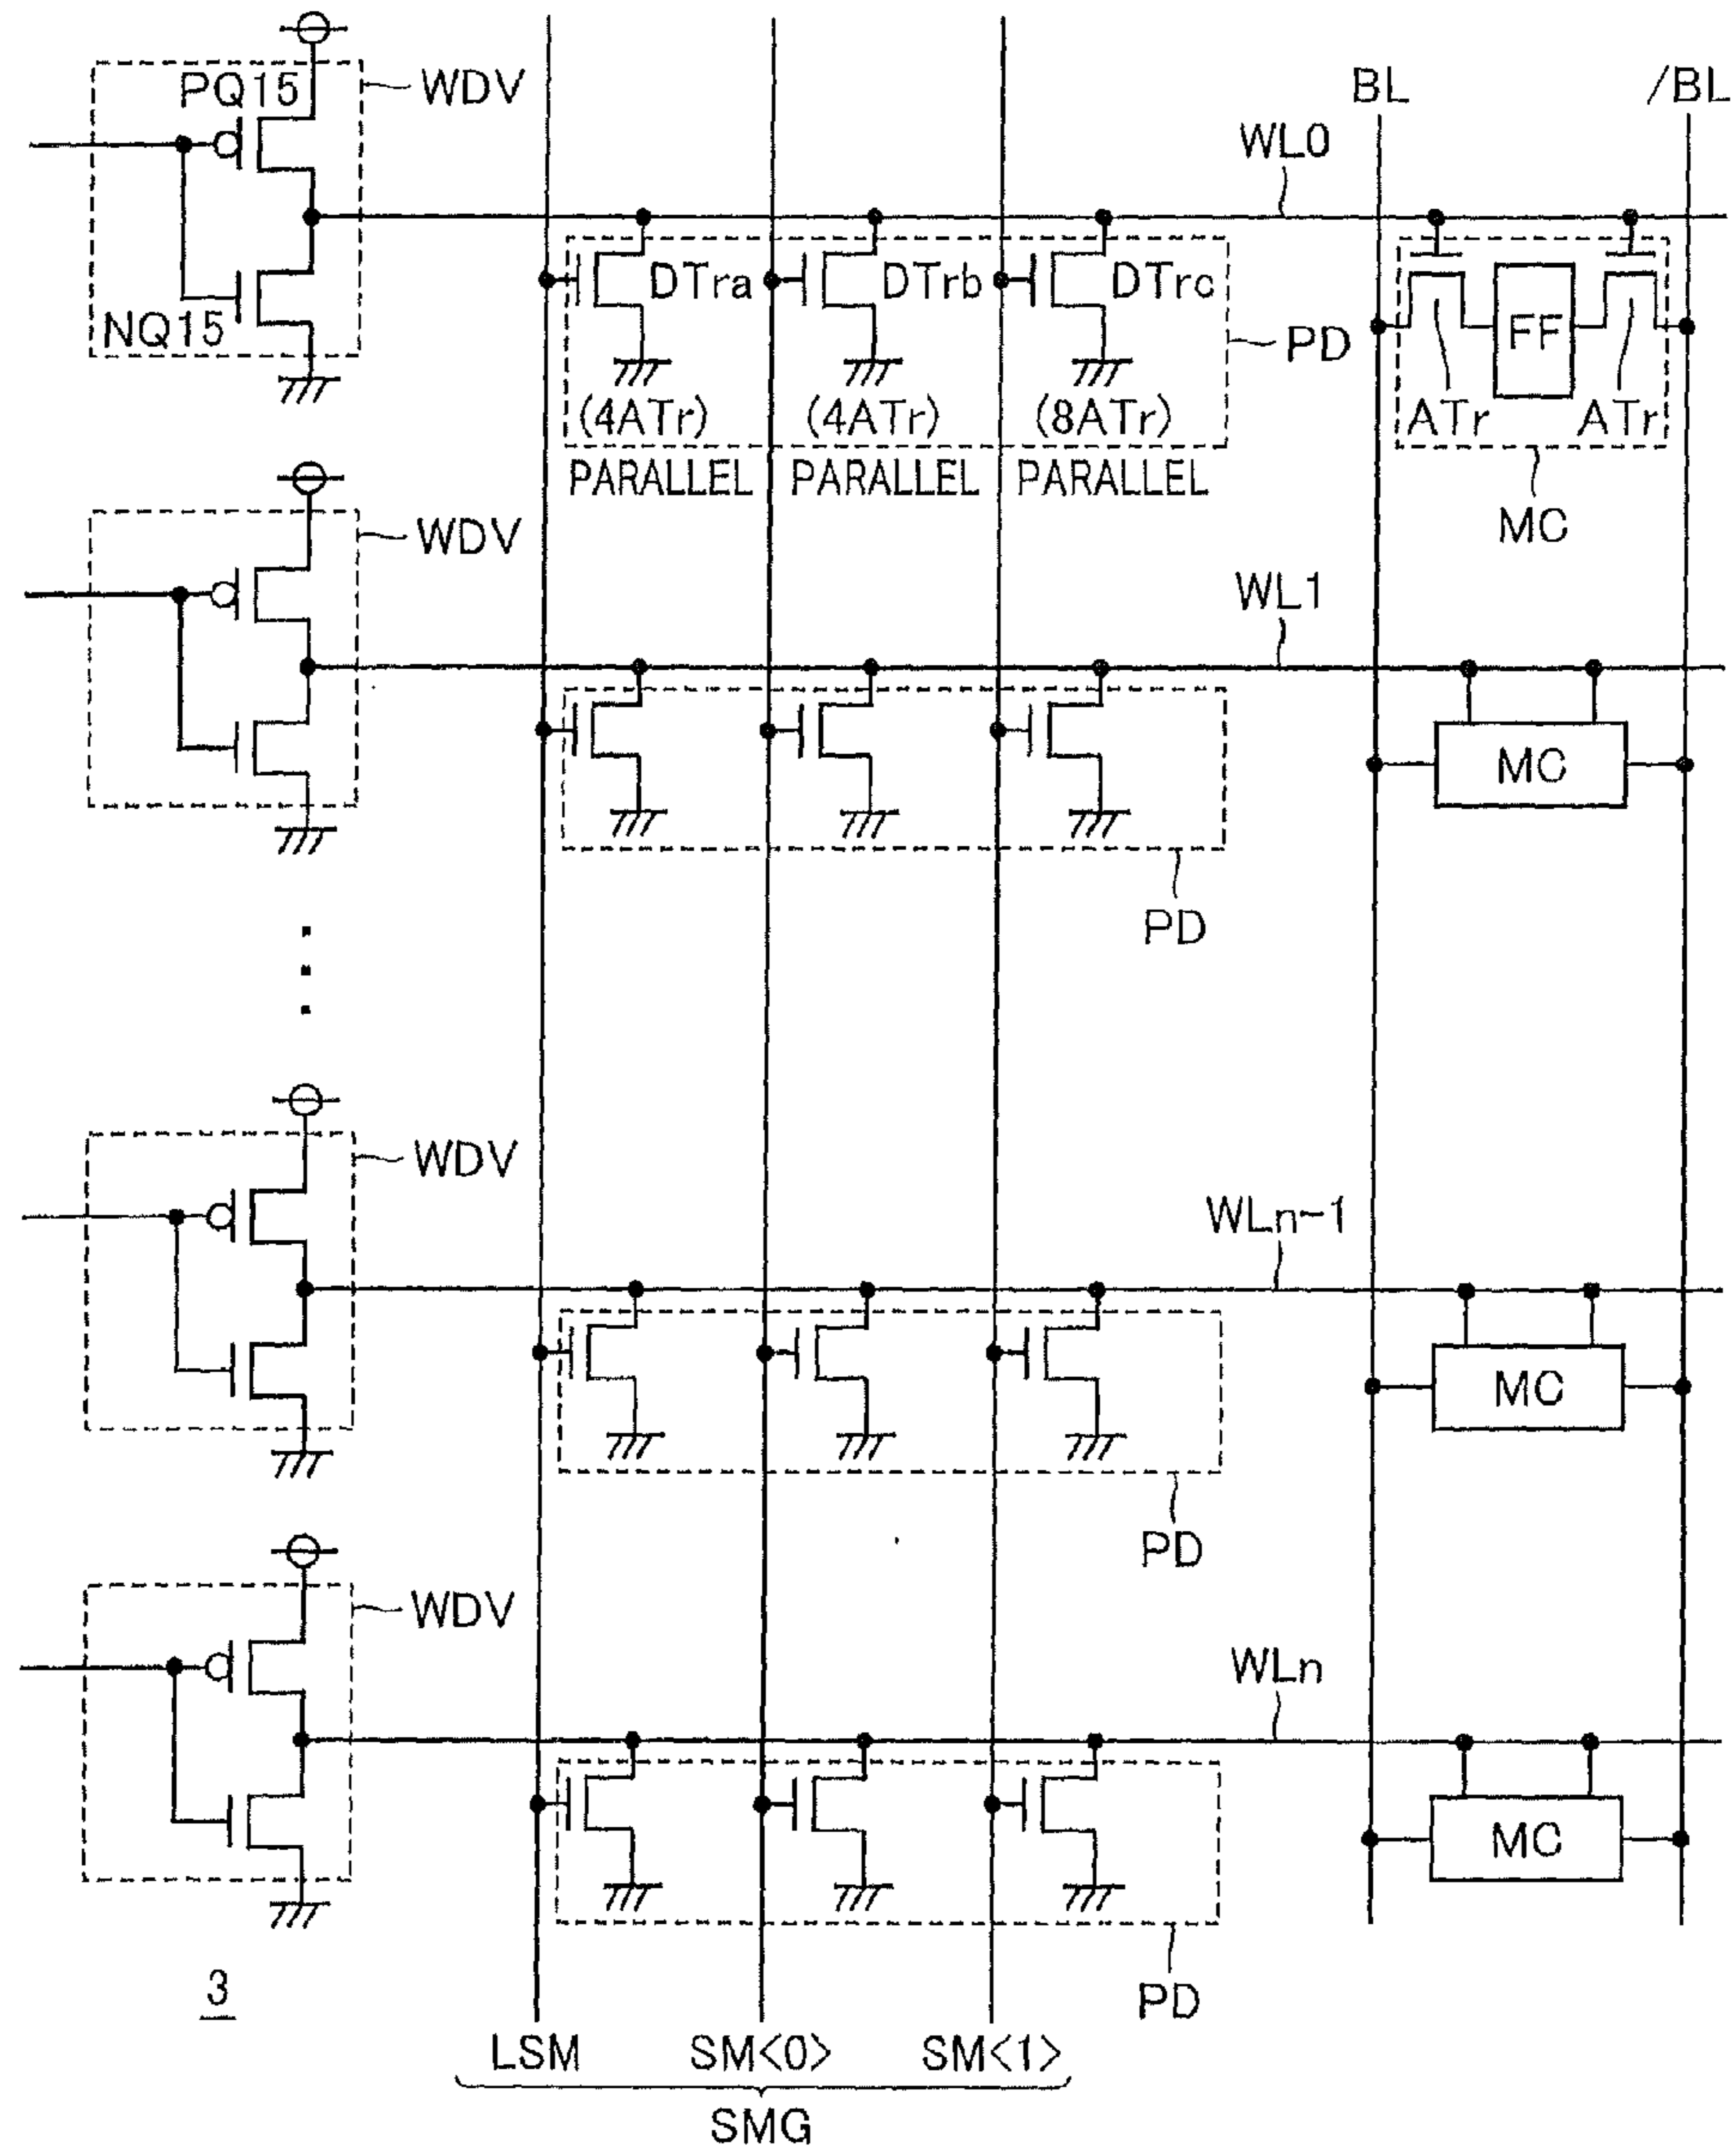 PQ15
WDV
NQ15
BL
/BL
WL0
DTra
DTrb
DTrc
PD
FF
(4ATr)
(4ATr)
(8ATr)
ATr
ATr
PARALLEL
PARALLEL
PARALLEL
MC
WDV
WL1
MC
PD
WDV
WLn-1
MC
PD
WDV
WLn
MC
PD
3
LSM
SM<0>
SM<1>
SMG